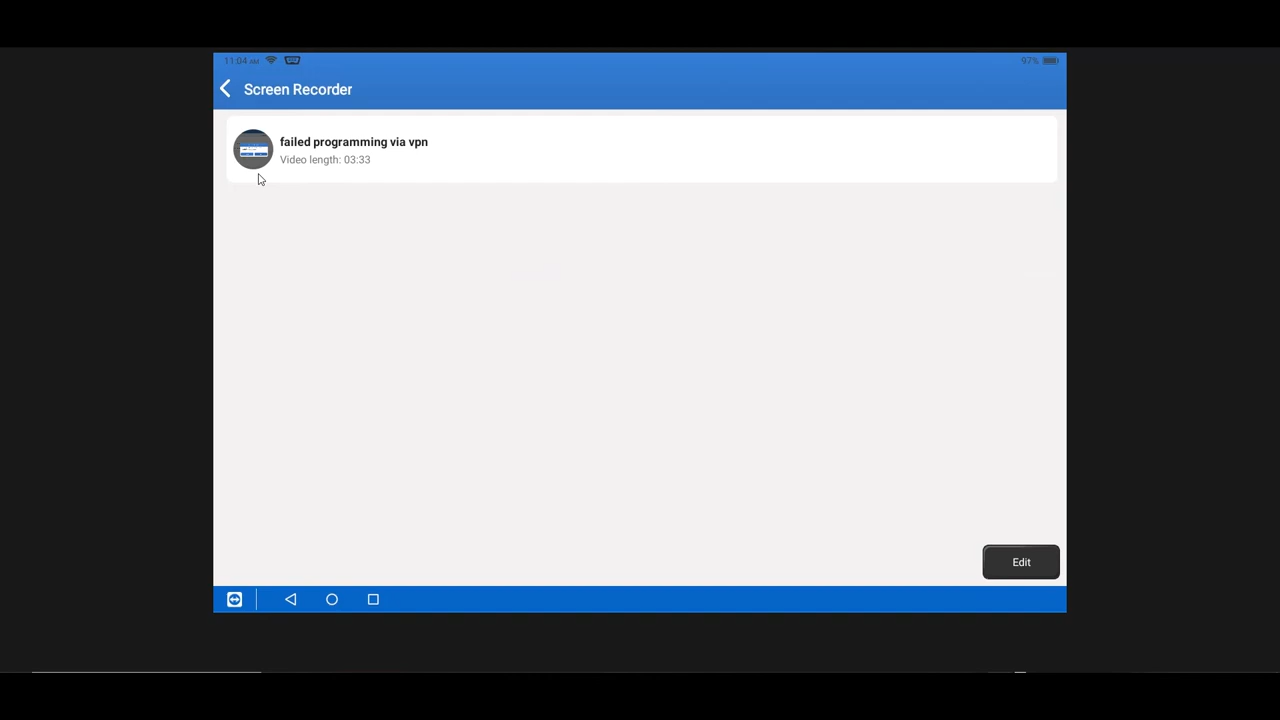 11:04 AM
97%
Screen Recorder
failed programming via vpn
Video length: 03:33
Edit